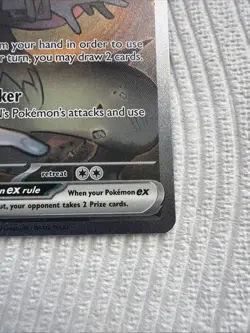 m your hand in order to use
r turn, you may draw 2 cards.
ker
's Pokémon's attacks and use
retreat
n ex rule
When your Pokémon ex
ut, your opponent takes 2 Prize cards.